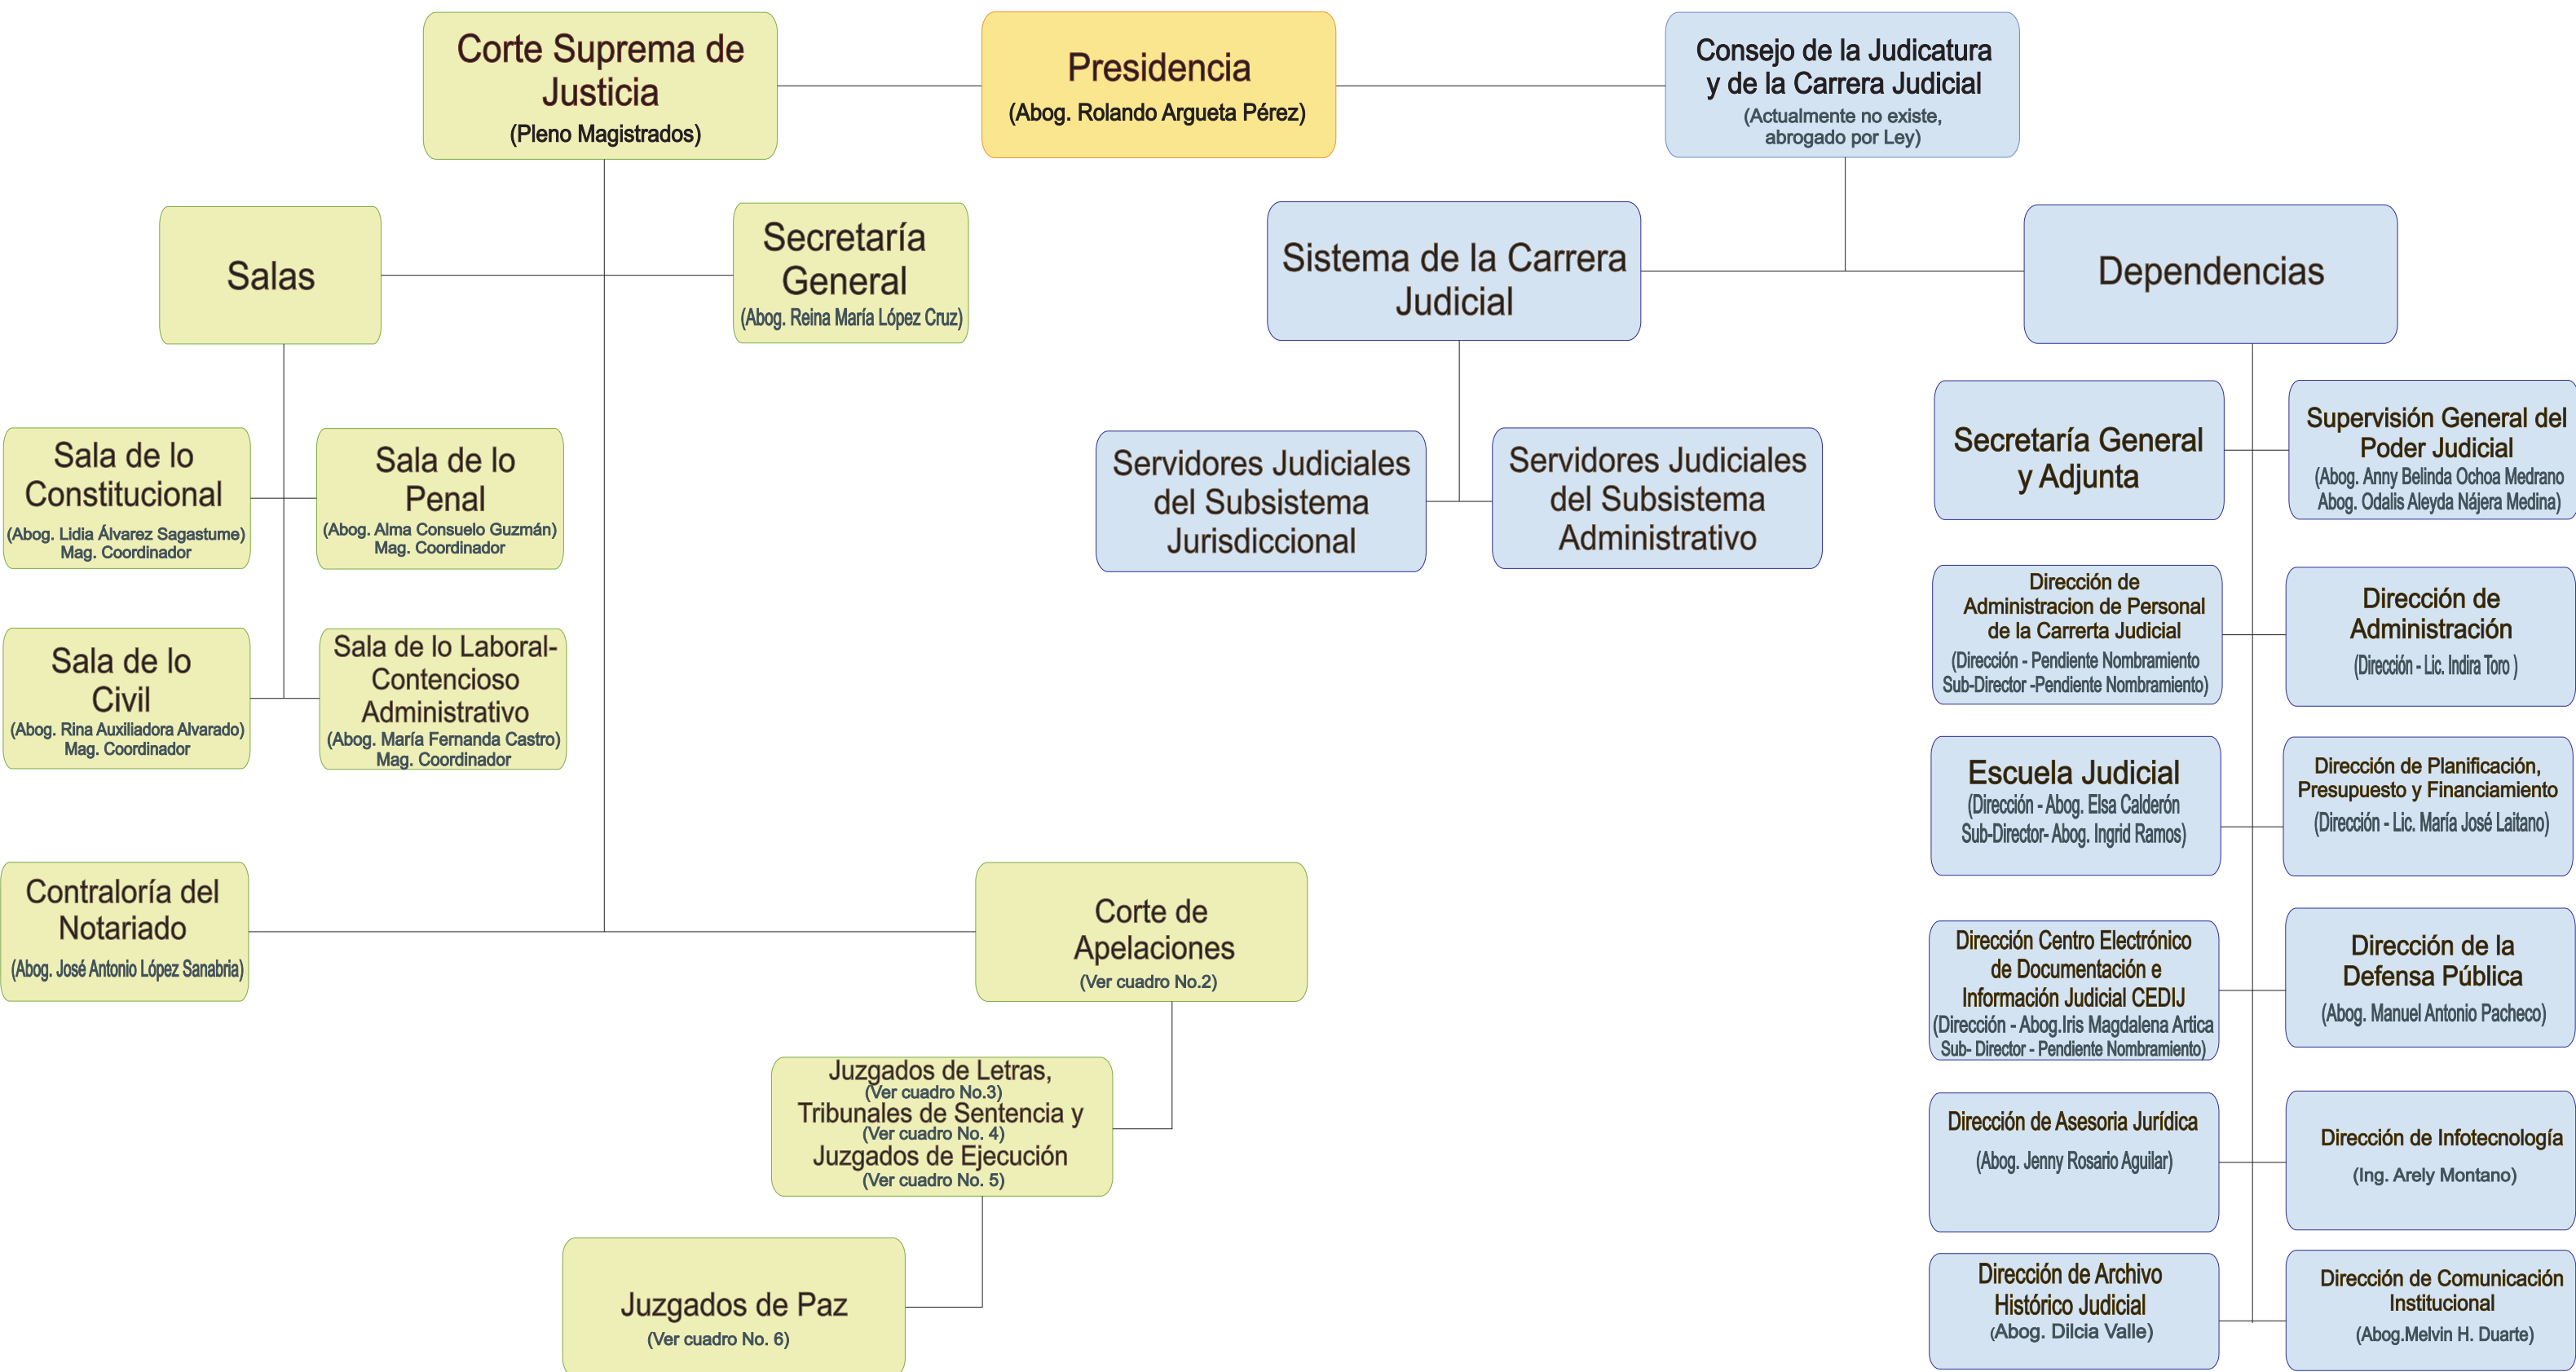 Corte Suprema de
Justicia
(Pleno Magistrados)
Presidencia
(Abog. Rolando Argueta Pérez)
Consejo de la Judicatura
y de la Carrera Judicial
(Actualmente no existe,
abrogado por Ley)
Salas
Secretaría
General
(Abog. Reina María López Cruz)
Sistema de la Carrera
Judicial
Dependencias
Sala de lo
Constitucional
(Abog. Lidia Álvarez Sagastume)
Mag. Coordinador
Sala de lo
Penal
(Abog. Alma Consuelo Guzmán)
Mag. Coordinador
Servidores Judiciales
del Subsistema
Jurisdiccional
Servidores Judiciales
del Subsistema
Administrativo
Secretaría General
y Adjunta
Supervisión General del
Poder Judicial
(Abog. Anny Belinda Ochoa Medrano
Abog. Odalis Aleyda Nájera Medina)
Sala de lo
Civil
(Abog. Rina Auxiliadora Alvarado)
Mag. Coordinador
Sala de lo Laboral-
Contencioso
Administrativo
(Abog. María Fernanda Castro)
Mag. Coordinador
Dirección de
Administracion de Personal
de la Carrerta Judicial
(Dirección - Pendiente Nombramiento
Sub-Director -Pendiente Nombramiento)
Dirección de
Administración
(Dirección - Lic. Indira Toro )
Escuela Judicial
(Dirección - Abog. Elsa Calderón
Sub-Director- Abog. Ingrid Ramos)
Dirección de Planificación,
Presupuesto y Financiamiento
(Dirección - Lic. María José Laitano)
Contraloría del
Notariado
(Abog. José Antonio López Sanabria)
Corte de
Apelaciones
(Ver cuadro No.2)
Dirección Centro Electrónico
de Documentación e
Información Judicial CEDIJ
(Dirección - Abog.Iris Magdalena Artica
Sub- Director - Pendiente Nombramiento)
Dirección de la
Defensa Pública
(Abog. Manuel Antonio Pacheco)
Juzgados de Letras,
(Ver cuadro No.3)
Tribunales de Sentencia y
(Ver cuadro No. 4)
Juzgados de Ejecución
(Ver cuadro No. 5)
Dirección de Asesoria Jurídica
(Abog. Jenny Rosario Aguilar)
Dirección de Infotecnología
(Ing. Arely Montano)
Juzgados de Paz
(Ver cuadro No. 6)
Dirección de Archivo
Histórico Judicial
(Abog. Dilcia Valle)
Dirección de Comunicación
Institucional
(Abog.Melvin H. Duarte)